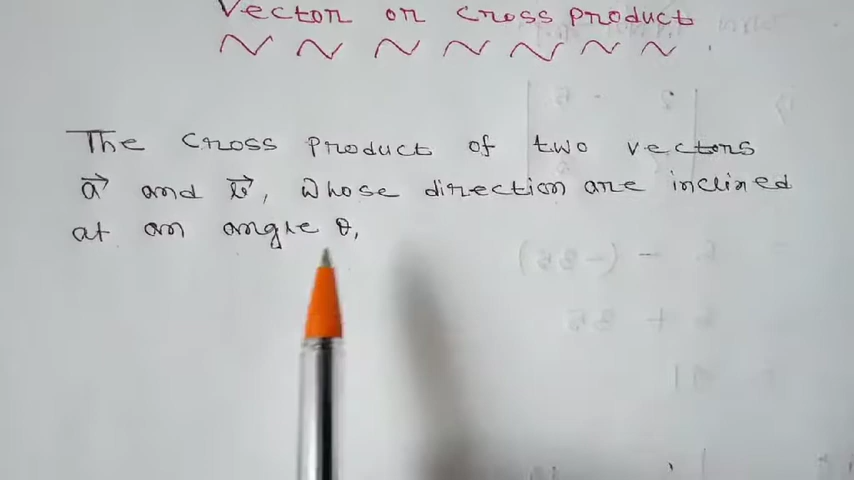 Vector or cross product
The cross product of two vectors
a⃗ and b⃗, whose direction are inclined
at an angle θ,